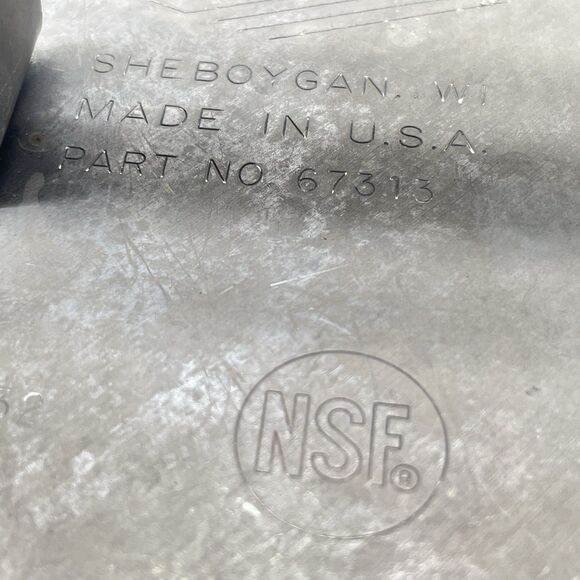 SHEBOYGAN, WI
MADE IN U.S.A.
PART NO. 67313
NSF®